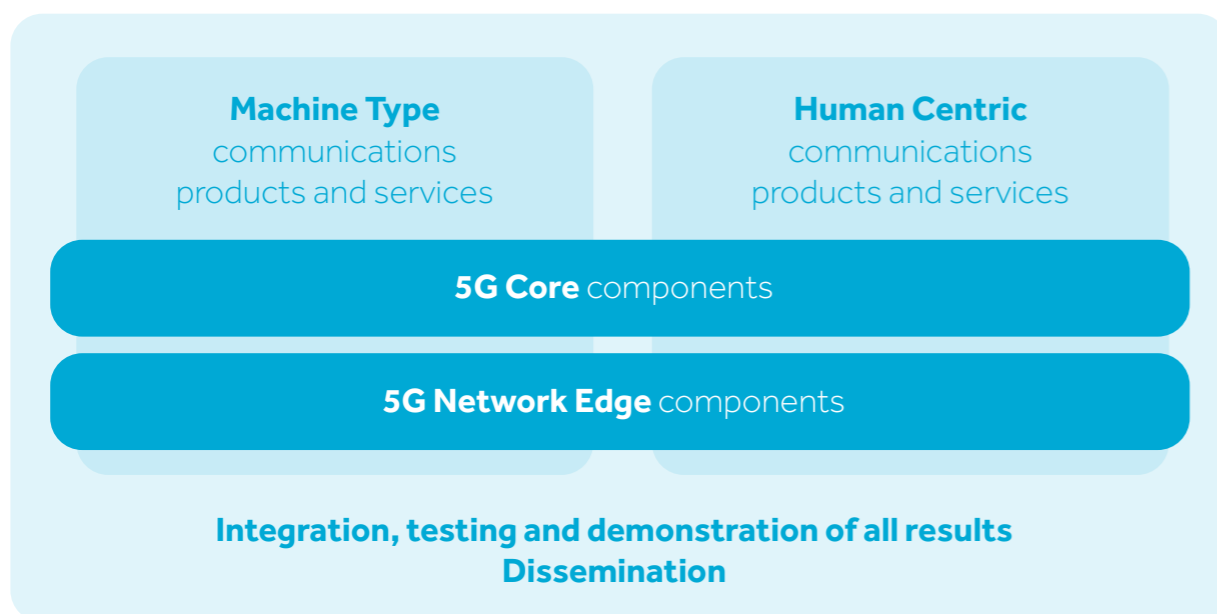 Machine Type
communications
products and services
Human Centric
communications
products and services
5G Core components
5G Network Edge components
Integration, testing and demonstration of all results
Dissemination